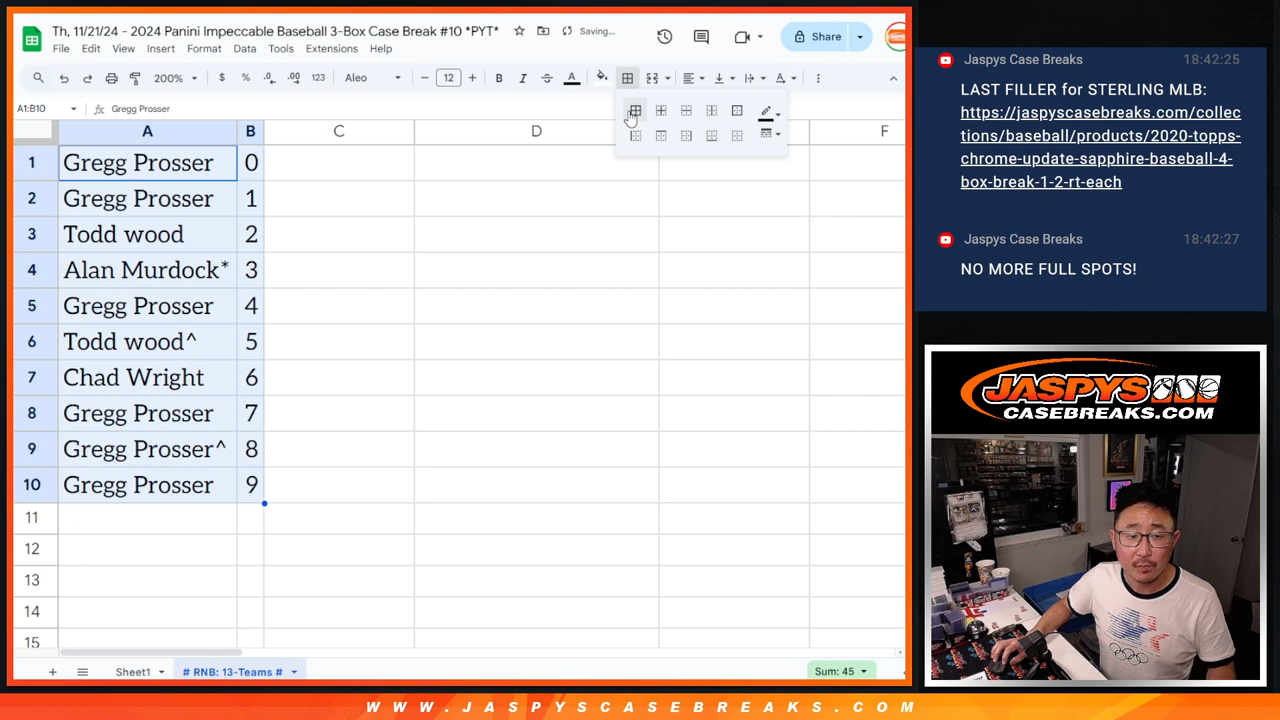 Th, 11/21/24 - 2024 Panini Impeccable Baseball 3-Box Case Break #10 *PYT*
Saving...
File Edit View Insert Format Data Tools Extensions Help
Share
200% $ % .0 .00 123 Aleo - 12 + B I S A
A1:B10 fx Gregg Prosser
A B C D F
1 Gregg Prosser 0
2 Gregg Prosser 1
3 Todd wood 2
4 Alan Murdock* 3
5 Gregg Prosser 4
6 Todd wood^ 5
7 Chad Wright 6
8 Gregg Prosser 7
9 Gregg Prosser^ 8
10 Gregg Prosser 9
11
12
13
14
15
+ Sheet1 # RNB: 13-Teams # Sum: 45
Jaspys Case Breaks 18:42:25
LAST FILLER for STERLING MLB:
https://jaspyscasebreaks.com/collec
tions/baseball/products/2020-topps-
chrome-update-sapphire-baseball-4-
box-break-1-2-rt-each
Jaspys Case Breaks 18:42:27
NO MORE FULL SPOTS!
JASPYS
CASEBREAKS.COM
WWW.JASPYSCASEBREAKS.COM